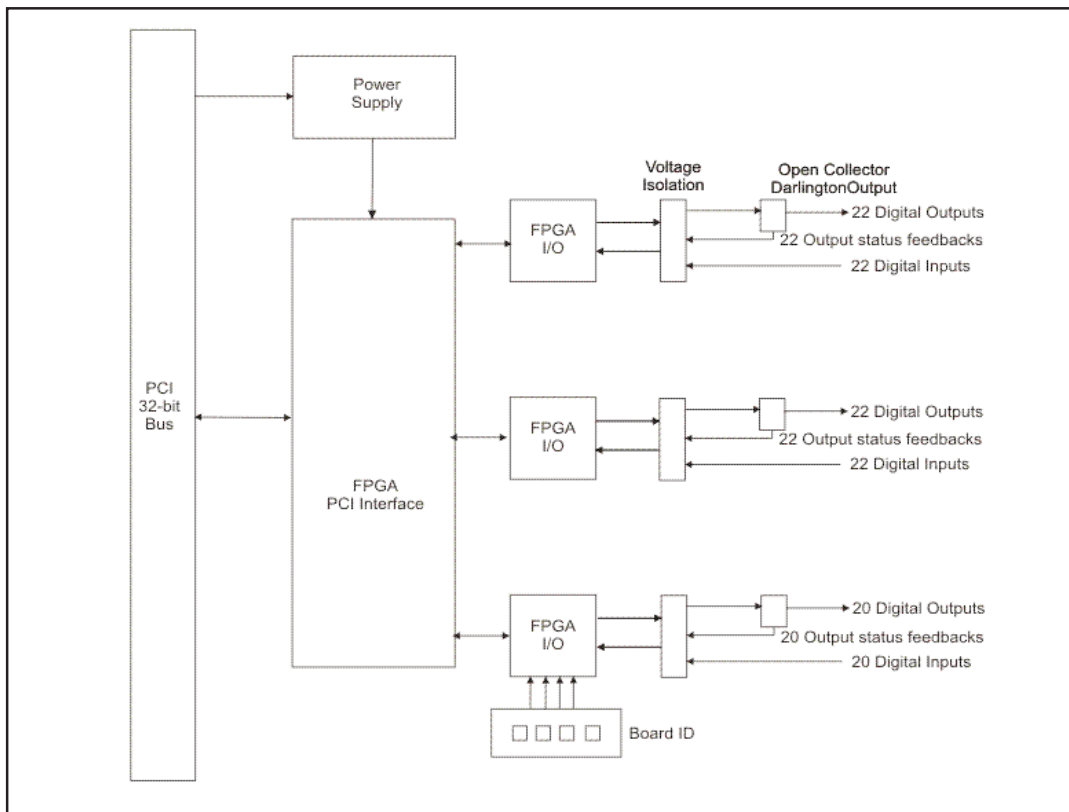 Power
Supply
Voltage
Isolation
Open Collector
DarlingtonOutput
FPGA
I/O
22 Digital Outputs
22 Output status feedbacks
22 Digital Inputs
PCI
32-bit
Bus
FPGA
PCI Interface
FPGA
I/O
22 Digital Outputs
22 Output status feedbacks
22 Digital Inputs
FPGA
I/O
20 Digital Outputs
20 Output status feedbacks
20 Digital Inputs
Board ID